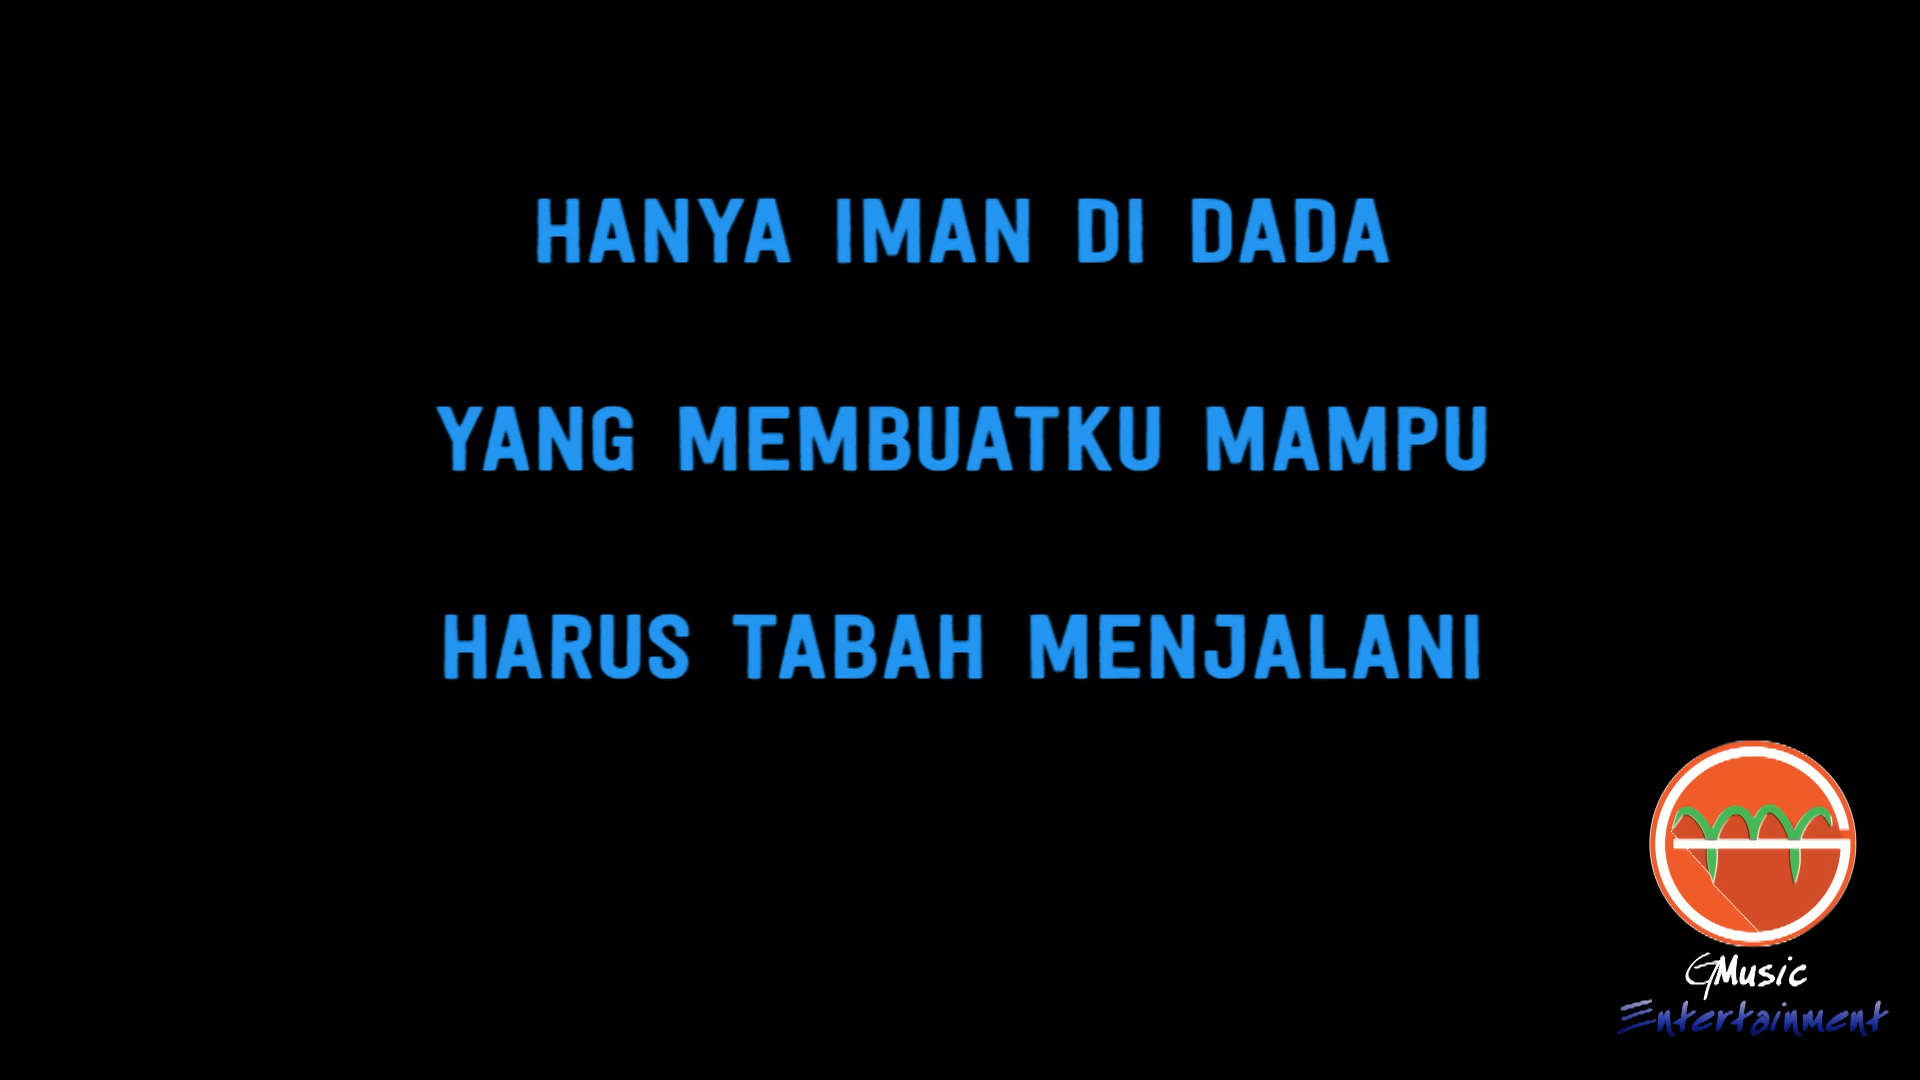 HANYA IMAN DI DADA
YANG MEMBUATKU MAMPU
HARUS TABAH MENJALANI
GMusic
Entertainment